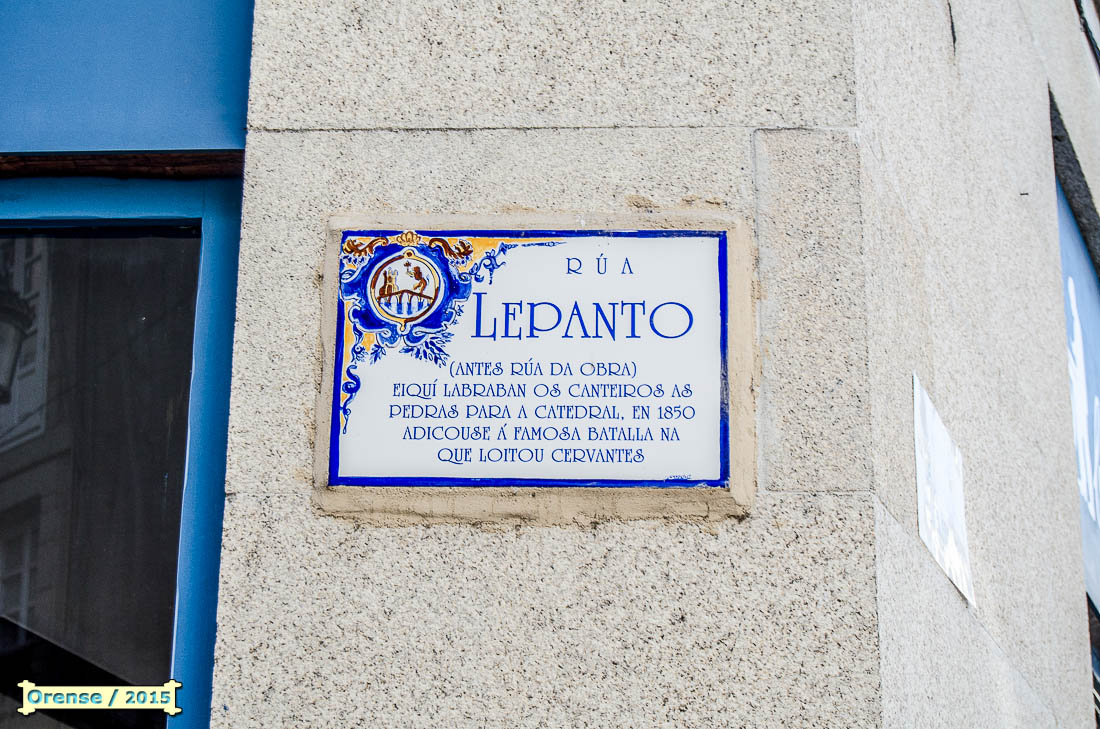 RÚA
LEPANTO
(ANTES RÚA DA OBRA)
EIQUÍ LABRABAN OS CANTEIROS AS
PEDRAS PARA A CATEDRAL, EN 1850
ADICOUSE Á FAMOSA BATALLA NA
QUE LOITOU CERVANTES
Orense / 2015